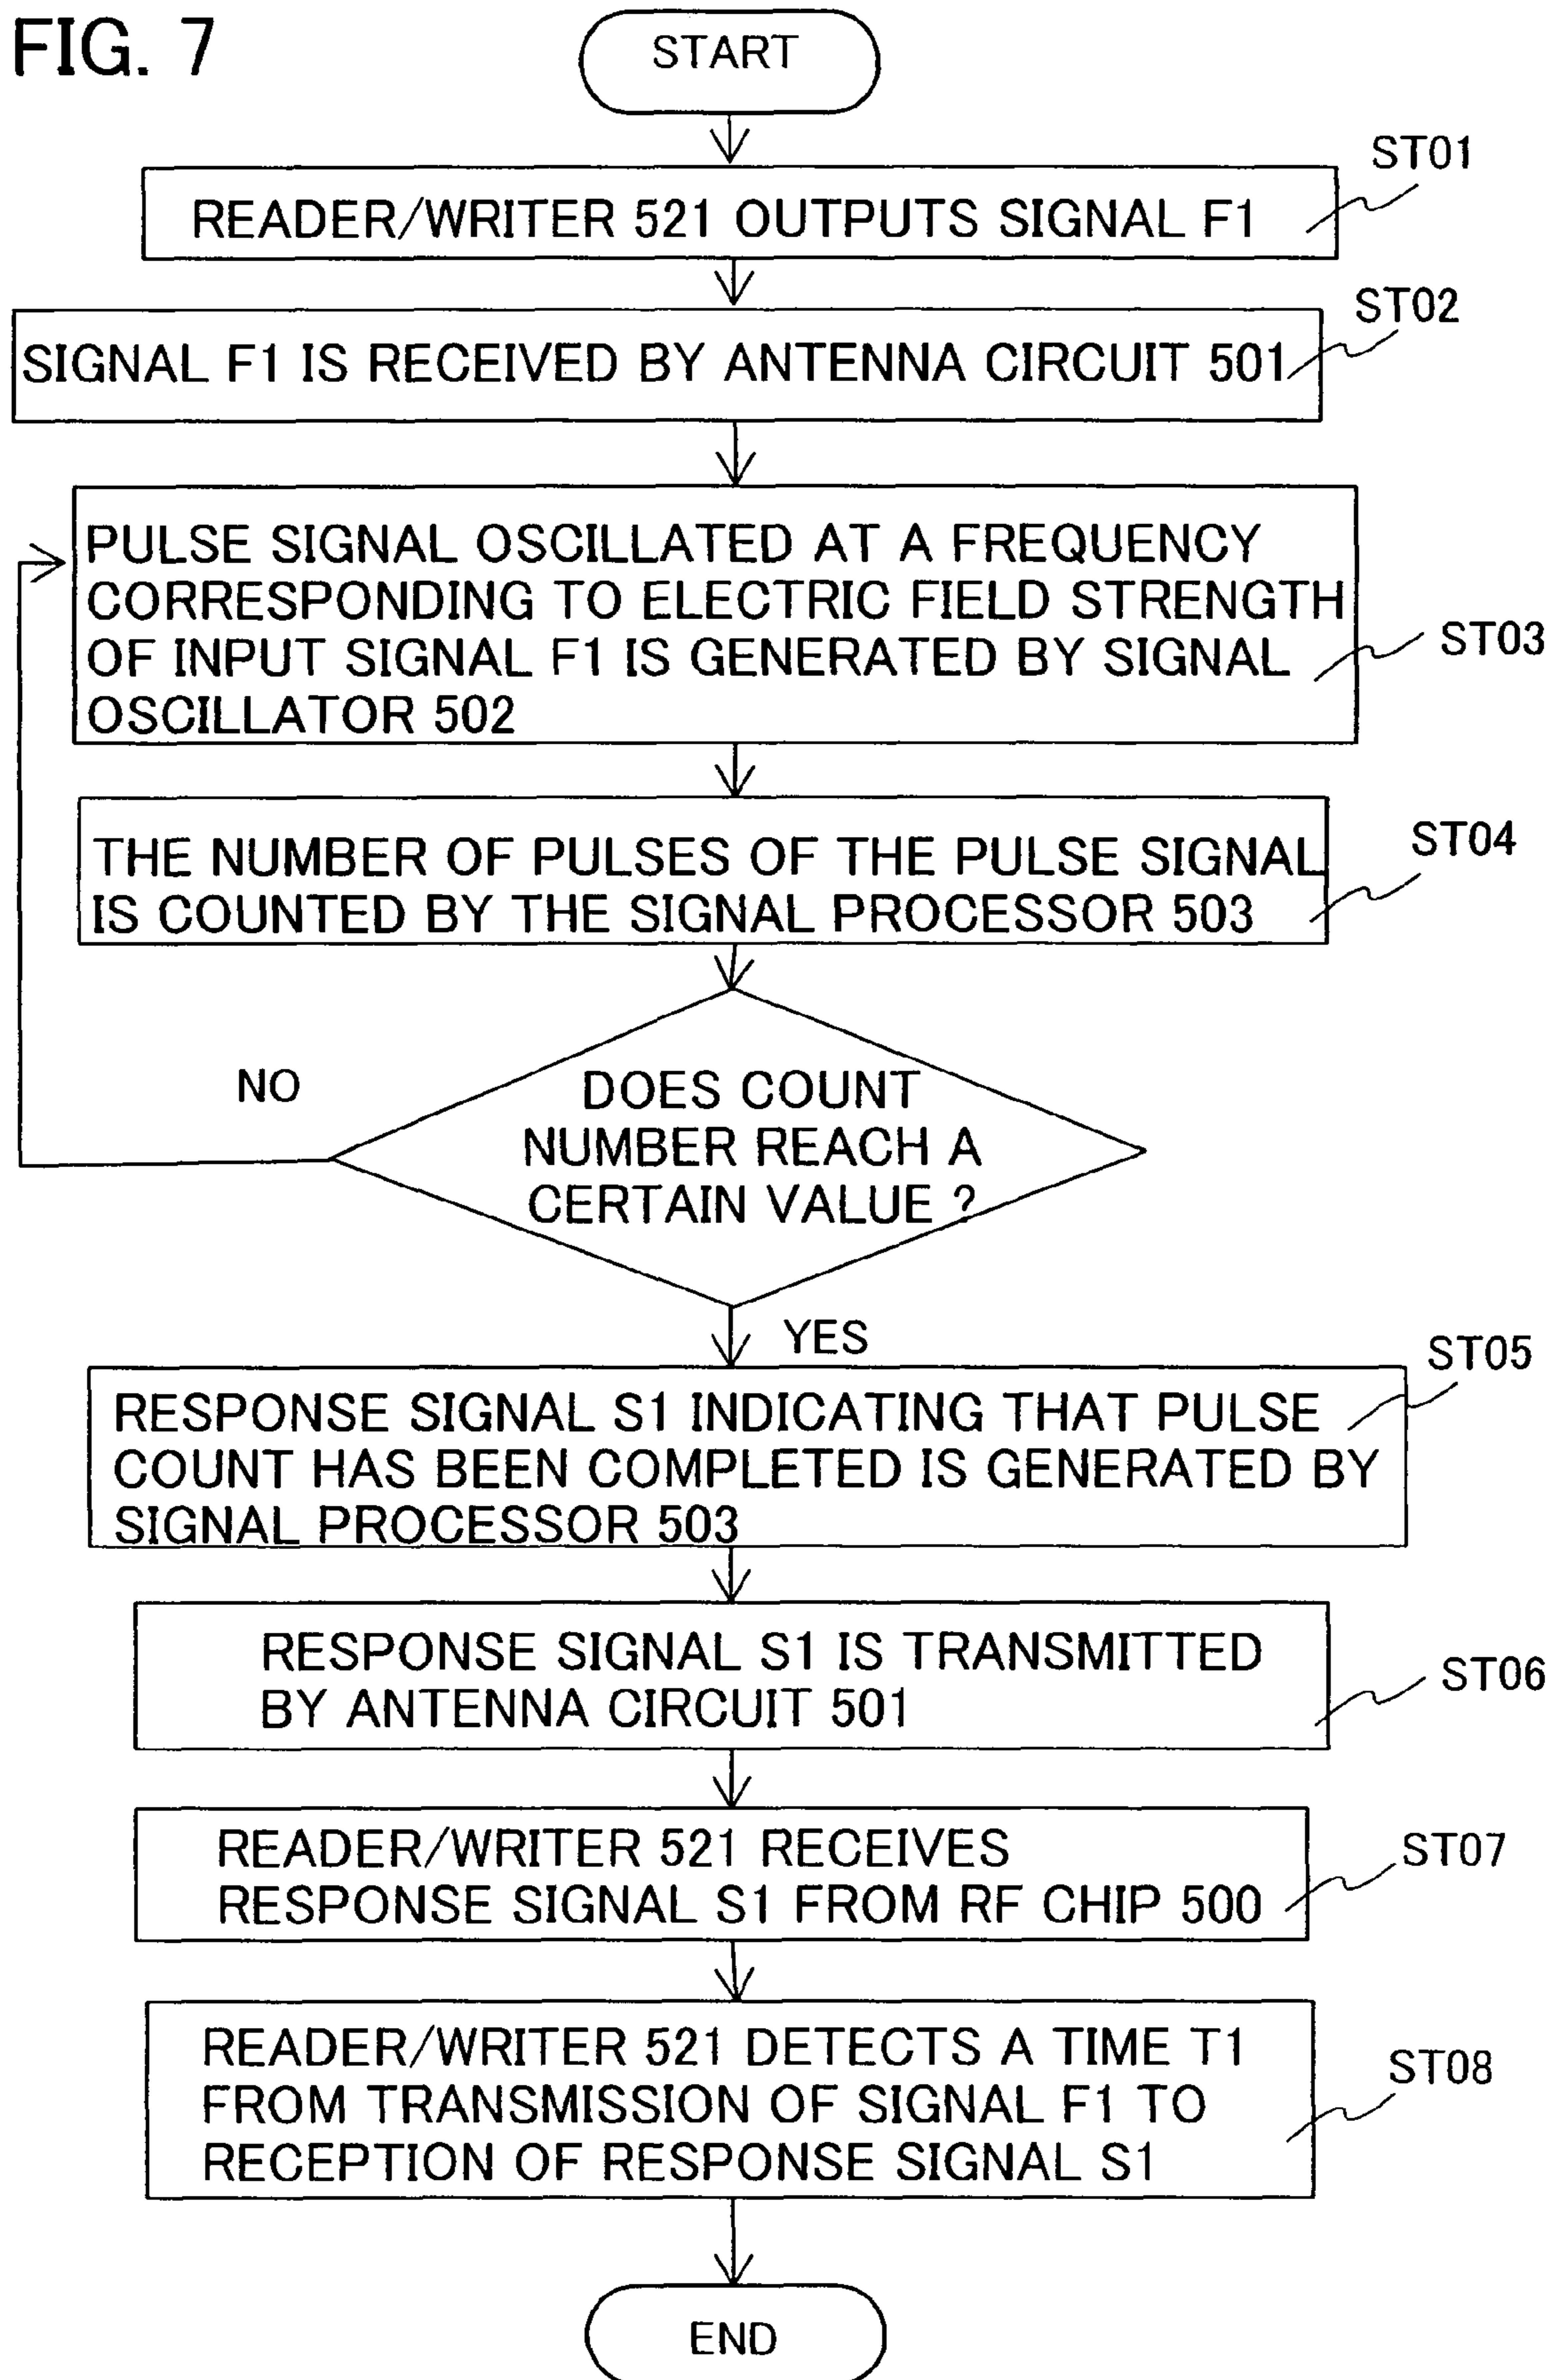 FIG. 7
START
ST01
READER/WRITER 521 OUTPUTS SIGNAL F1
ST02
SIGNAL F1 IS RECEIVED BY ANTENNA CIRCUIT 501
PULSE SIGNAL OSCILLATED AT A FREQUENCY
CORRESPONDING TO ELECTRIC FIELD STRENGTH
OF INPUT SIGNAL F1 IS GENERATED BY SIGNAL
OSCILLATOR 502
ST03
THE NUMBER OF PULSES OF THE PULSE SIGNAL
IS COUNTED BY THE SIGNAL PROCESSOR 503
ST04
NO
DOES COUNT
NUMBER REACH A
CERTAIN VALUE ?
YES
ST05
RESPONSE SIGNAL S1 INDICATING THAT PULSE
COUNT HAS BEEN COMPLETED IS GENERATED BY
SIGNAL PROCESSOR 503
RESPONSE SIGNAL S1 IS TRANSMITTED
BY ANTENNA CIRCUIT 501
ST06
READER/WRITER 521 RECEIVES
RESPONSE SIGNAL S1 FROM RF CHIP 500
ST07
READER/WRITER 521 DETECTS A TIME T1
FROM TRANSMISSION OF SIGNAL F1 TO
RECEPTION OF RESPONSE SIGNAL S1
ST08
END